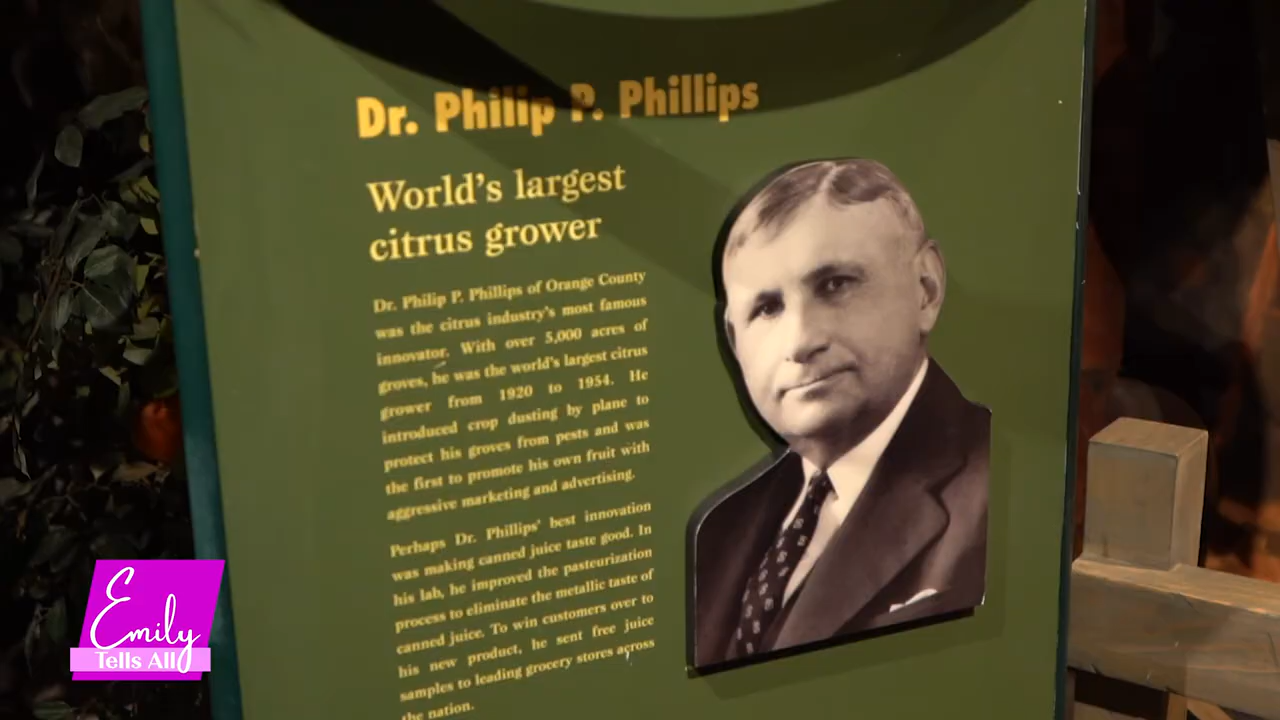 Dr. Philip P. Phillips
World's largest
citrus grower
Dr. Philip P. Phillips of Orange County
was the citrus industry's most famous
innovator. With over 5,000 acres of
groves, he was the world's largest citrus
grower from 1920 to 1954. He
introduced crop dusting by plane to
protect his groves from pests and was
the first to promote his own fruit with
aggressive marketing and advertising.
Perhaps Dr. Phillips' best innovation
was making canned juice taste good. In
his lab, he improved the pasteurization
process to eliminate the metallic taste of
canned juice. To win customers over to
his new product, he sent free juice
samples to leading grocery stores across
the nation.
Emily
Tells All